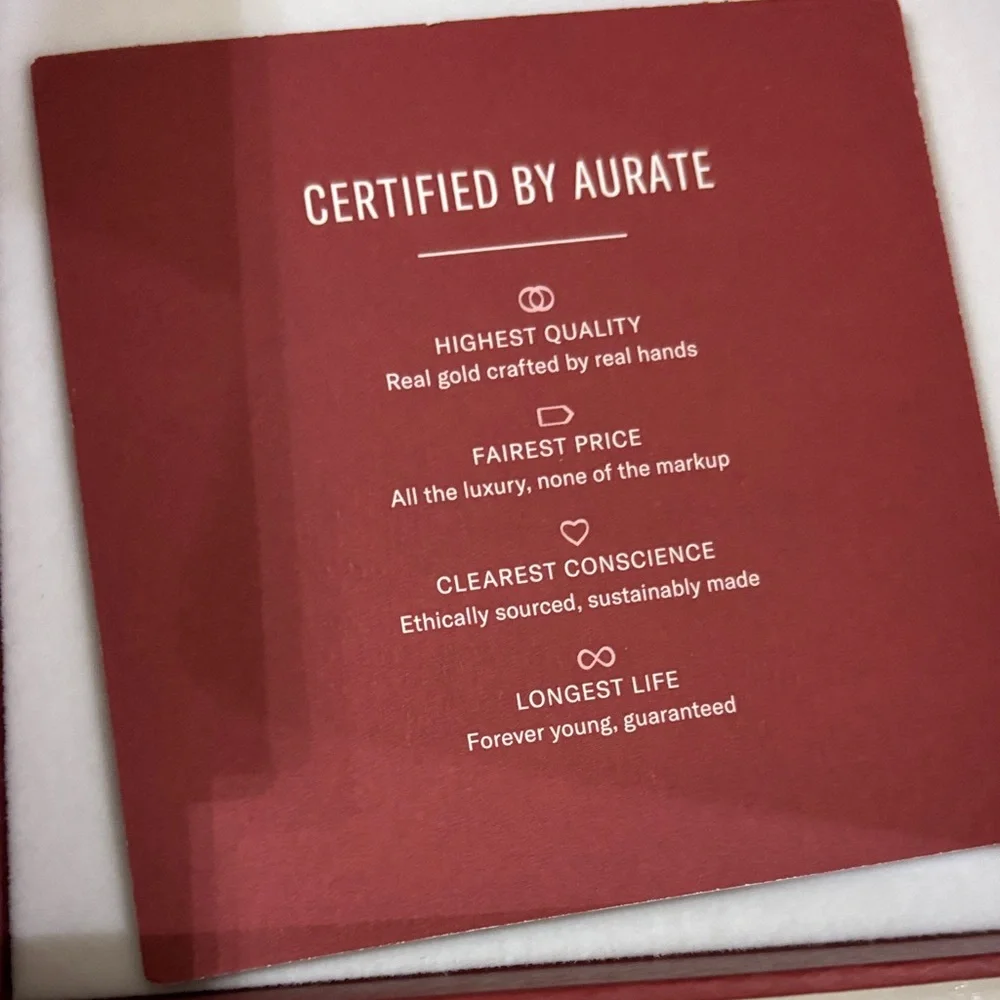 CERTIFIED BY AURATE
HIGHEST QUALITY
Real gold crafted by real hands
FAIREST PRICE
All the luxury, none of the markup
CLEAREST CONSCIENCE
Ethically sourced, sustainably made
LONGEST LIFE
Forever young, guaranteed